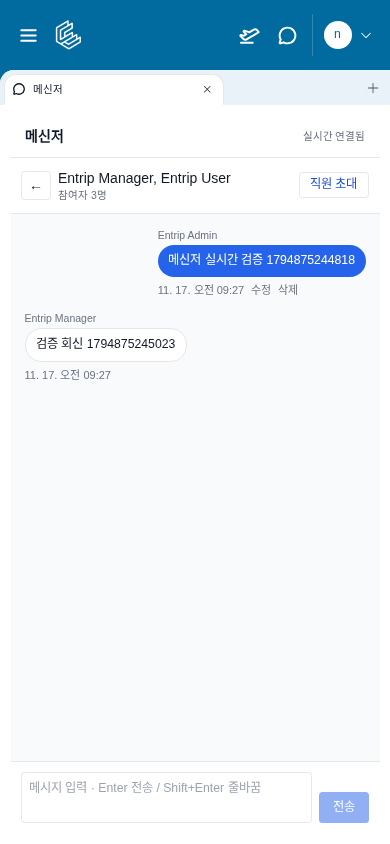 n
메신저
메신저
실시간 연결됨
←
Entrip Manager, Entrip User
참여자 3명
직원 초대
Entrip Admin
메신저 실시간 검증 1794875244818
11. 17. 오전 09:27 수정 삭제
Entrip Manager
검증 회신 1794875245023
11. 17. 오전 09:27
메시지 입력 · Enter 전송 / Shift+Enter 줄바꿈
전송